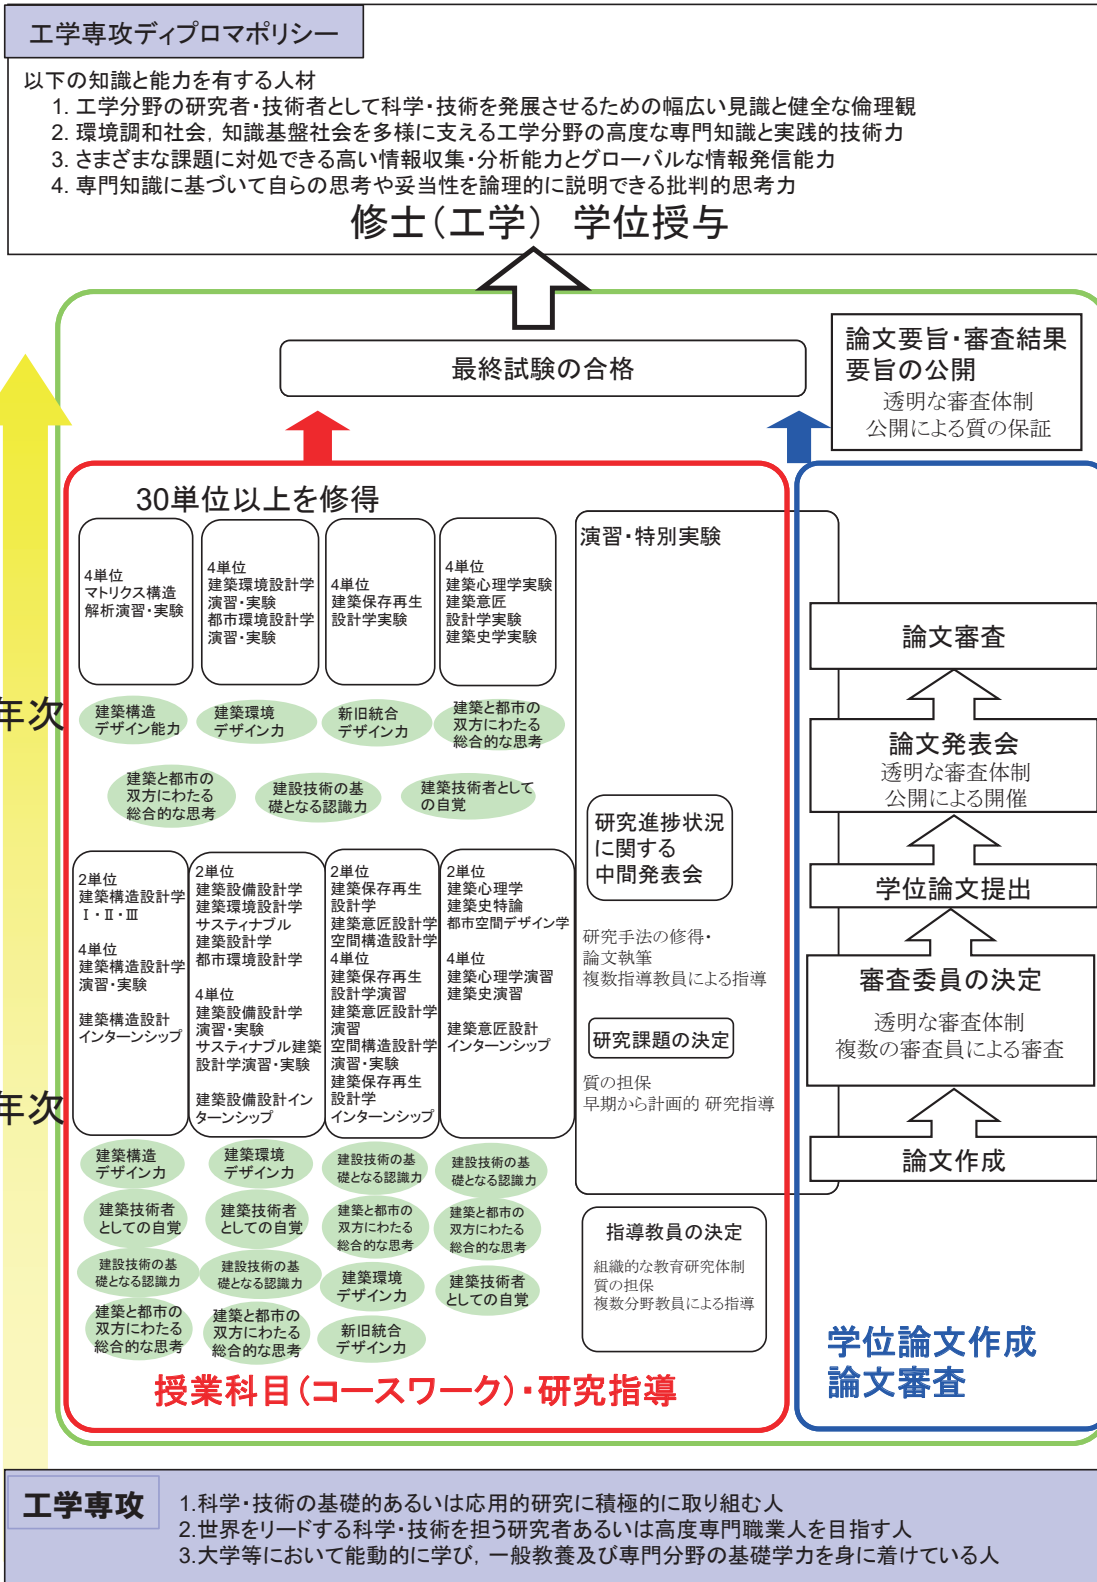 工学専攻ディプロマポリシー
以下の知識と能力を有する人材
1. 工学分野の研究者・技術者として科学・技術を発展させるための幅広い見識と健全な倫理観
2. 環境調和社会，知識基盤社会を多様に支える工学分野の高度な専門知識と実践的技術力
3. さまざまな課題に対処できる高い情報収集・分析能力とグローバルな情報発信能力
4. 専門知識に基づいて自らの思考や妥当性を論理的に説明できる批判的思考力
修士（工学） 学位授与
最終試験の合格
論文要旨・審査結果
要旨の公開
透明な審査体制
公開による質の保証
30単位以上を修得
4単位
マトリクス構造
解析演習・実験
4単位
建築環境設計学
演習・実験
都市環境設計学
演習・実験
4単位
建築保存再生
設計学実験
4単位
建築心理学実験
建築意匠
設計学実験
建築史学実験
年次
建築構造
デザイン能力
建築環境
デザイン力
新旧統合
デザイン力
建築と都市の
双方にわたる
総合的な思考
建築と都市の
双方にわたる
総合的な思考
建設技術の基
礎となる認識力
建築技術者として
の自覚
2単位
建築構造設計学
Ⅰ・Ⅱ・Ⅲ
4単位
建築構造設計学
演習・実験
建築構造設計
インターンシップ
2単位
建築設備設計学
建築環境設計学
サスティナブル
建築設計学
都市環境設計学
4単位
建築設備設計学
演習・実験
サスティナブル建築
設計学演習・実験
建築設備設計イン
ターンシップ
2単位
建築保存再生
設計学
建築意匠設計学
空間構造設計学
4単位
建築保存再生
設計学演習
建築意匠設計学
演習
空間構造設計学
演習・実験
建築保存再生
設計学
インターンシップ
2単位
建築心理学
建築史特論
都市空間デザイン学
4単位
建築心理学演習
建築史演習
建築意匠設計
インターンシップ
年次
建築構造
デザイン力
建築技術者
としての自覚
建設技術の基
礎となる認識力
建築と都市の
双方にわたる
総合的な思考
建築環境
デザイン力
建築技術者
としての自覚
建設技術の基
礎となる認識力
建築と都市の
双方にわたる
総合的な思考
建設技術の基
礎となる認識力
建築と都市の
双方にわたる
総合的な思考
建築環境
デザイン力
新旧統合
デザイン力
建設技術の基
礎となる認識力
建築と都市の
双方にわたる
総合的な思考
建築技術者
としての自覚
演習・特別実験
研究進捗状況
に関する
中間発表会
研究手法の修得・
論文執筆
複数指導教員による指導
研究課題の決定
質の担保
早期から計画的 研究指導
指導教員の決定
組織的な教育研究体制
質の担保
複数分野教員による指導
授業科目（コースワーク）・研究指導
論文審査
論文発表会
透明な審査体制
公開による開催
学位論文提出
審査委員の決定
透明な審査体制
複数の審査員による審査
論文作成
学位論文作成
論文審査
工学専攻
1.科学・技術の基礎的あるいは応用的研究に積極的に取り組む人
2.世界をリードする科学・技術を担う研究者あるいは高度専門職業人を目指す人
3.大学等において能動的に学び，一般教養及び専門分野の基礎学力を身に着けている人